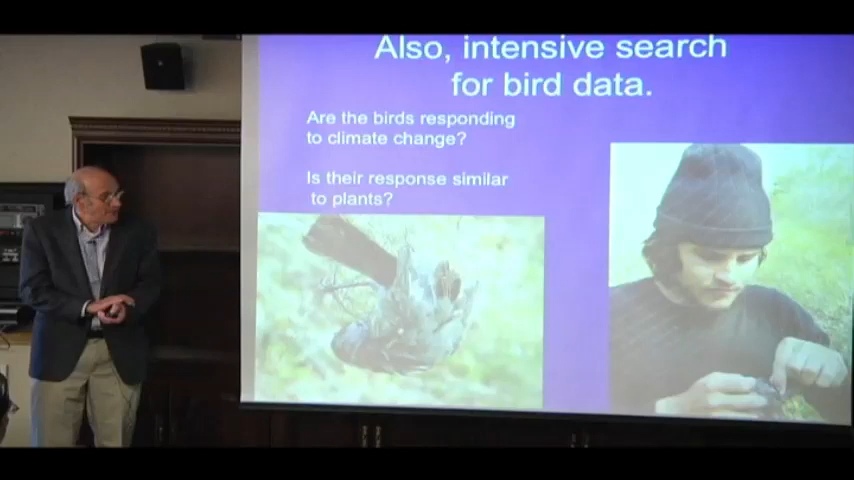 Also, intensive search
for bird data.
Are the birds responding
to climate change?
Is their response similar
to plants?